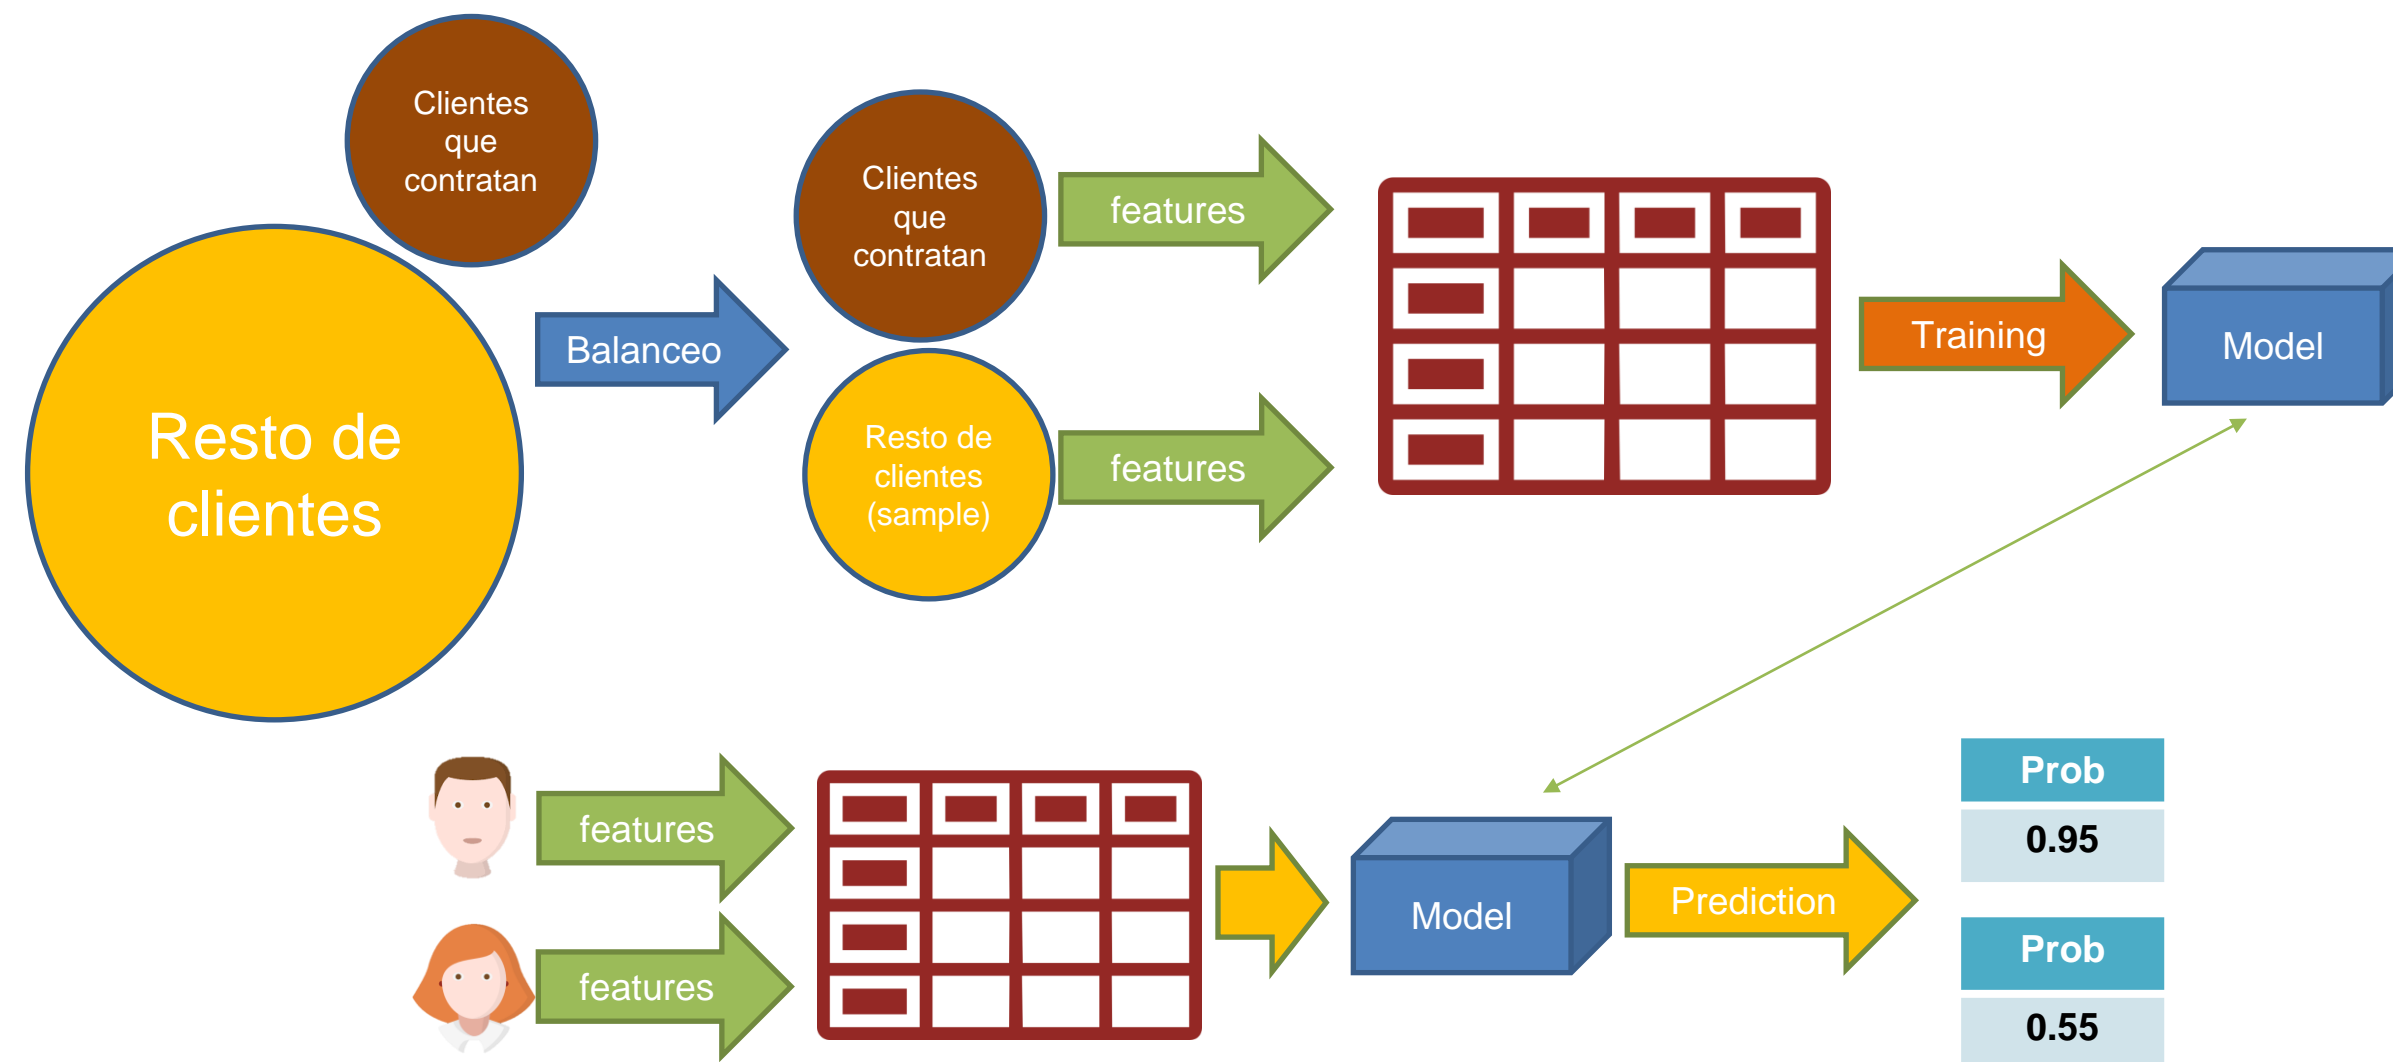 Clientes
que
contratan
Resto de
clientes
Balanceo
Clientes
que
contratan
Resto de
clientes
(sample)
features
features
Training
Model
features
features
Model
Prediction
Prob
0.95
Prob
0.55